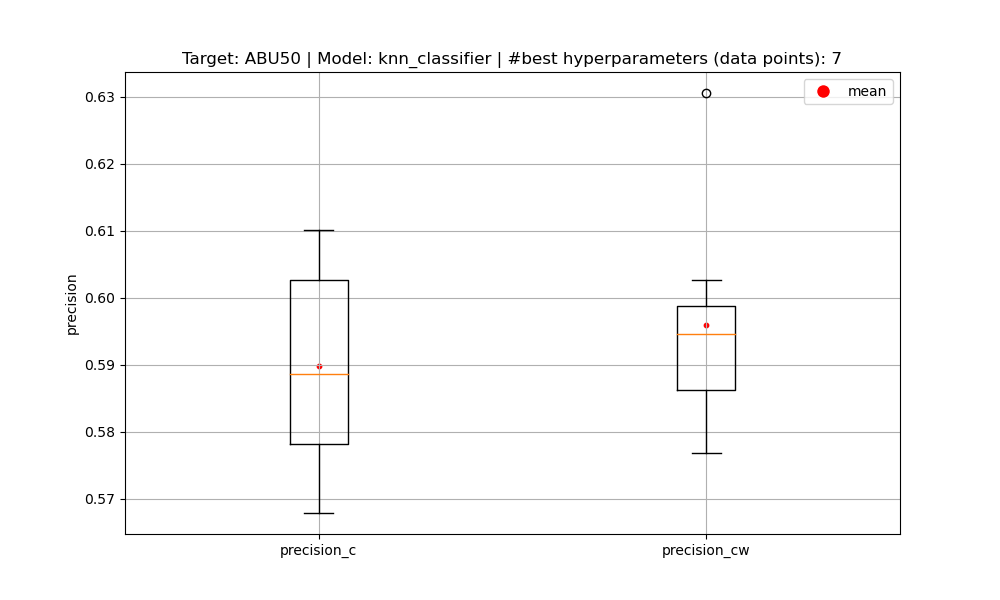 Target: ABU50 | Model: knn_classifier | #best hyperparameters (data points): 7
mean
0.63
0.62
0.61
0.60
0.59
0.58
0.57
precision
precision_c
precision_cw